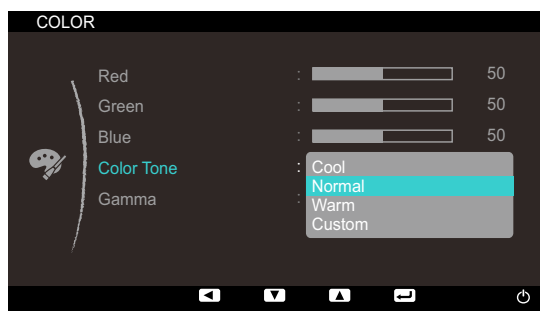 COLOR
Red : 50
Green : 50
Blue : 50
Color Tone : Cool
Normal
Warm
Custom
Gamma :